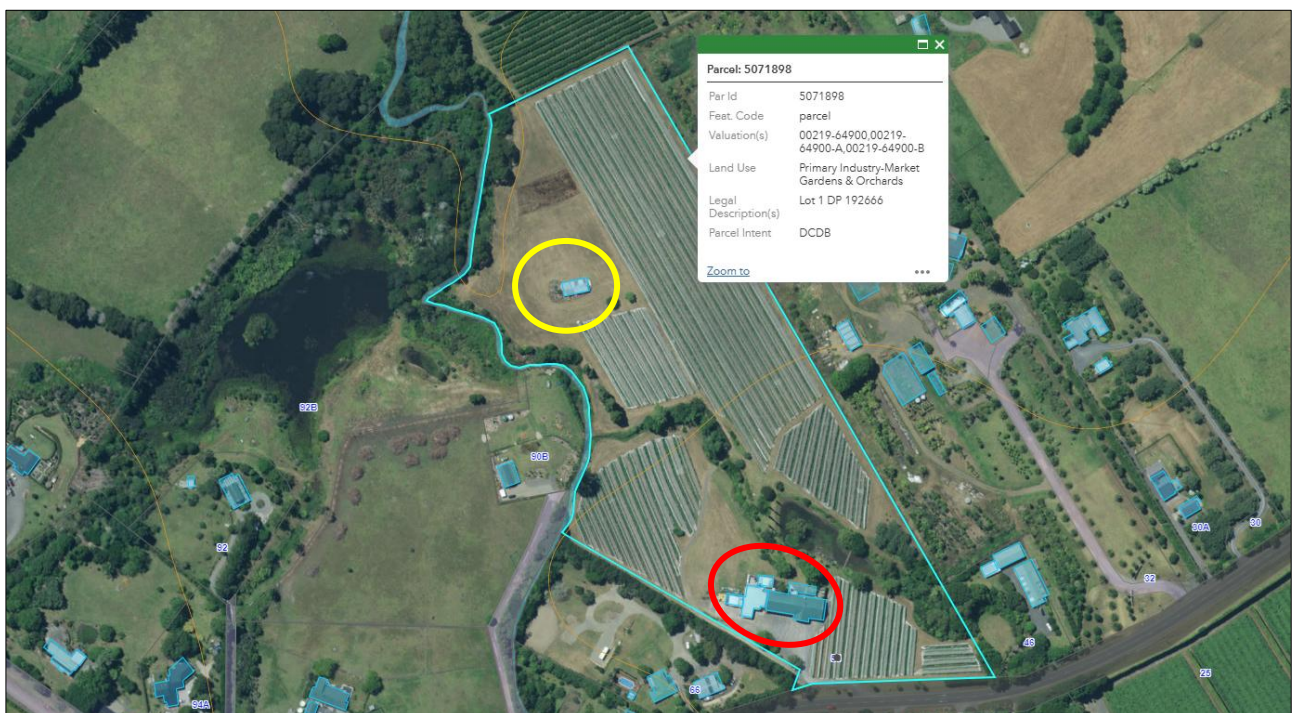 Parcel: 5071898
Par Id 5071898
Feat. Code parcel
Valuation(s) 00219-64900,00219-
64900-A,00219-64900-B
Land Use Primary Industry-Market
Gardens & Orchards
Legal
Description(s) Lot 1 DP 192666
Parcel Intent DCDB
Zoom to
92B
90B
92
30A
30
32
46
25
66
94A